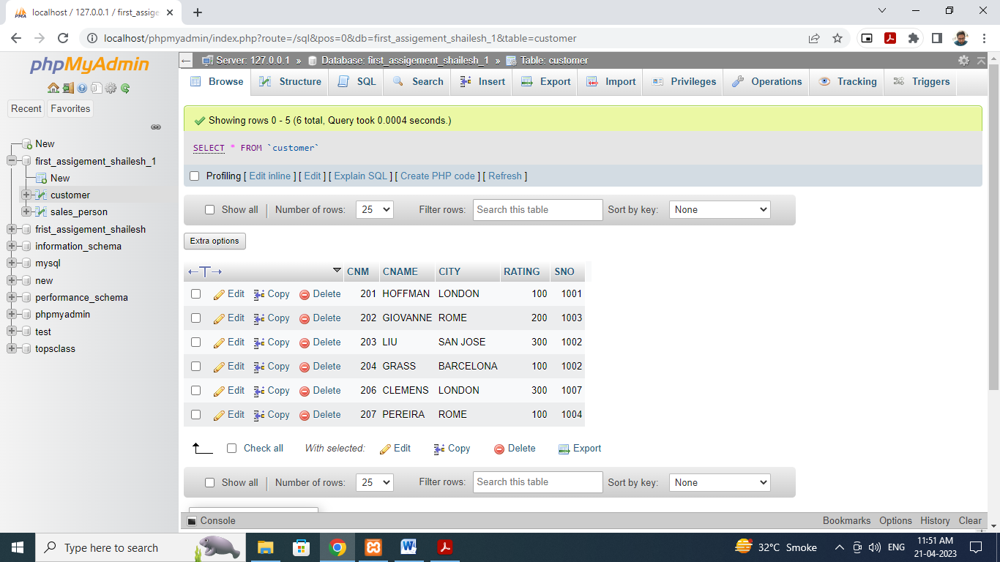 localhost / 127.0.0.1 / first_assige
localhost/phpmyadmin/index.php?route=/sql&pos=0&db=first_assigement_shailesh_1&table=customer
phpMyAdmin
Recent Favorites
New
first_assigement_shailesh_1
New
customer
sales_person
frist_assigement_shailesh
information_schema
mysql
new
performance_schema
phpmyadmin
test
topsclass
Server: 127.0.0.1 » Database: first_assigement_shailesh_1 » Table: customer
Browse Structure SQL Search Insert Export Import Privileges Operations Tracking Triggers
Showing rows 0 - 5 (6 total, Query took 0.0004 seconds.)
SELECT * FROM `customer`
Profiling [ Edit inline ] [ Edit ] [ Explain SQL ] [ Create PHP code ] [ Refresh ]
Show all Number of rows: 25 Filter rows: Search this table Sort by key: None
Extra options
CNM CNAME CITY RATING SNO
Edit Copy Delete 201 HOFFMAN LONDON 100 1001
Edit Copy Delete 202 GIOVANNE ROME 200 1003
Edit Copy Delete 203 LIU SAN JOSE 300 1002
Edit Copy Delete 204 GRASS BARCELONA 100 1002
Edit Copy Delete 206 CLEMENS LONDON 300 1007
Edit Copy Delete 207 PEREIRA ROME 100 1004
Check all With selected: Edit Copy Delete Export
Show all Number of rows: 25 Filter rows: Search this table Sort by key: None
Console Bookmarks Options History Clear
Type here to search
32°C Smoke
ENG
11:51 AM
21-04-2023